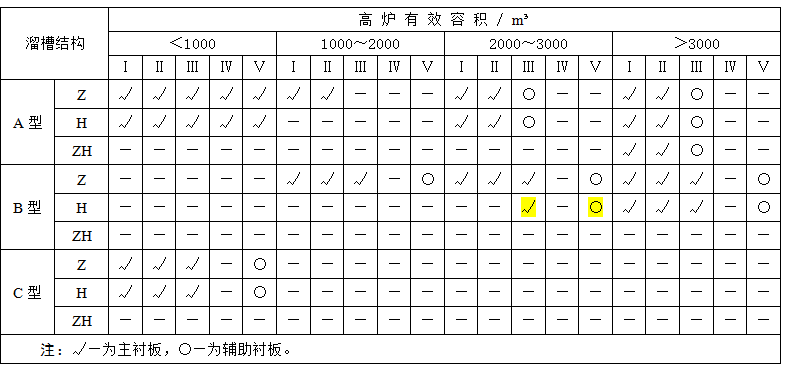 溜槽结构 高 炉 有 效 容 积 / m³
＜1000 1000～2000 2000～3000 ＞3000
Ⅰ Ⅱ Ⅲ Ⅳ Ⅴ Ⅰ Ⅱ Ⅲ Ⅳ Ⅴ Ⅰ Ⅱ Ⅲ Ⅳ Ⅴ Ⅰ Ⅱ Ⅲ Ⅳ Ⅴ
A 型 Z ✓ ✓ ✓ ✓ ✓ ✓ ✓ － － － ✓ ✓ ○ － － ✓ ✓ ○ － －
H ✓ ✓ ✓ ✓ ✓ － － － － － ✓ ✓ ○ － － ✓ ✓ ○ － －
ZH － － － － － － － － － － － － － － － ✓ ✓ ○ － －
B 型 Z － － － － － ✓ ✓ ✓ － ○ ✓ ✓ ✓ － ○ ✓ ✓ ✓ － ○
H － － － － － － － － － － － － ✓ － ○ ✓ ✓ ✓ － ○
ZH － － － － － － － － － － － － － － － － － － － －
C 型 Z ✓ ✓ ✓ － ○ － － － － － － － － － － － － － － －
H ✓ ✓ ✓ － ○ － － － － － － － － － － － － － － －
ZH － － － － － － － － － － － － － － － － － － － －
注：✓—为主衬板，○—为辅助衬板。